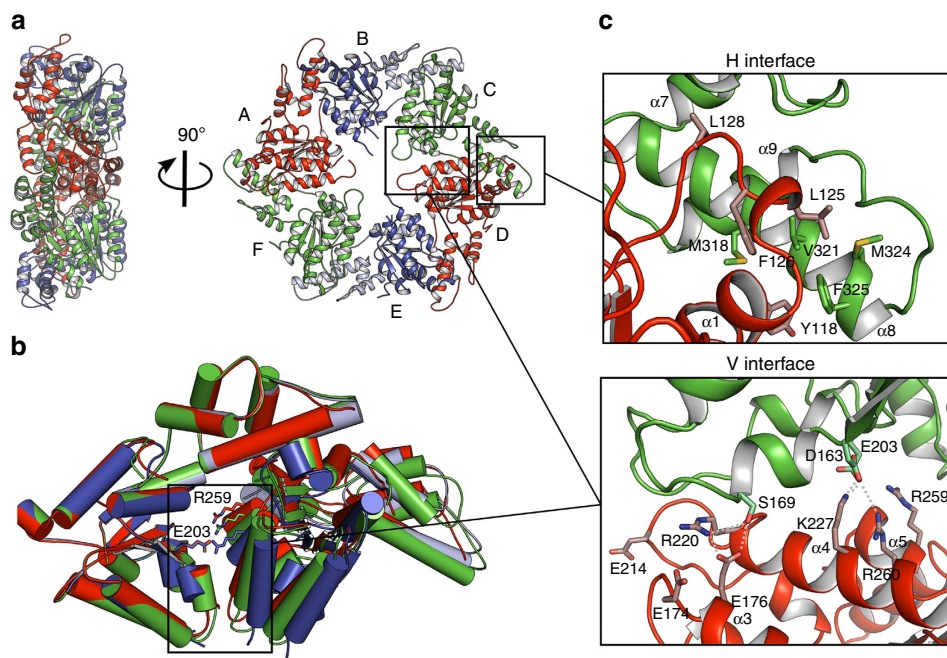 a
90°
A
B
C
D
E
F
b
R259
E203
c
H interface
α7
L128
α9
L125
M318
F126
V321
M324
F325
α1
Y118
α8
V interface
E203
D163
S169
R259
R220
K227
α4
α5
E214
R260
E174
E176
α3